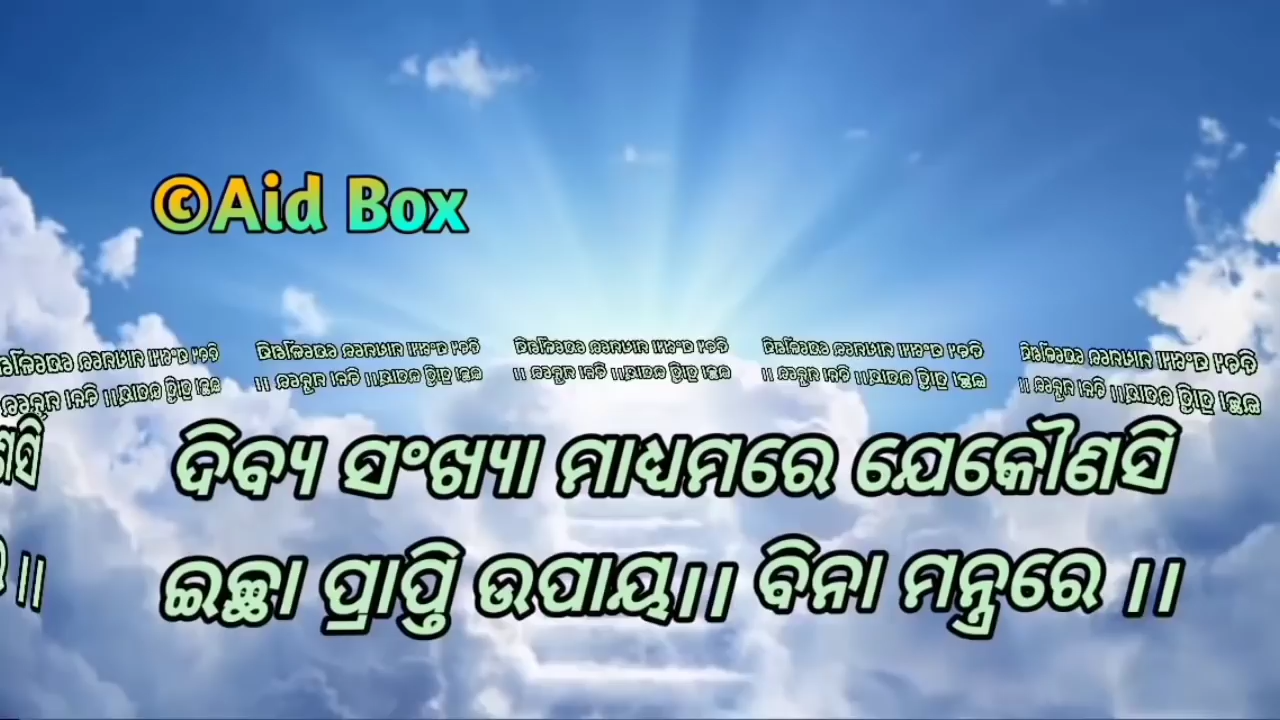 ©Aid Box
ଦିବ୍ୟ ସଂଖ୍ୟା ମାଧ୍ୟମରେ ଯେକୌଣସି
ଇଚ୍ଛା ପ୍ରାପ୍ତି ଉପାୟ।। ବିନା ମନ୍ତ୍ରରେ ।।